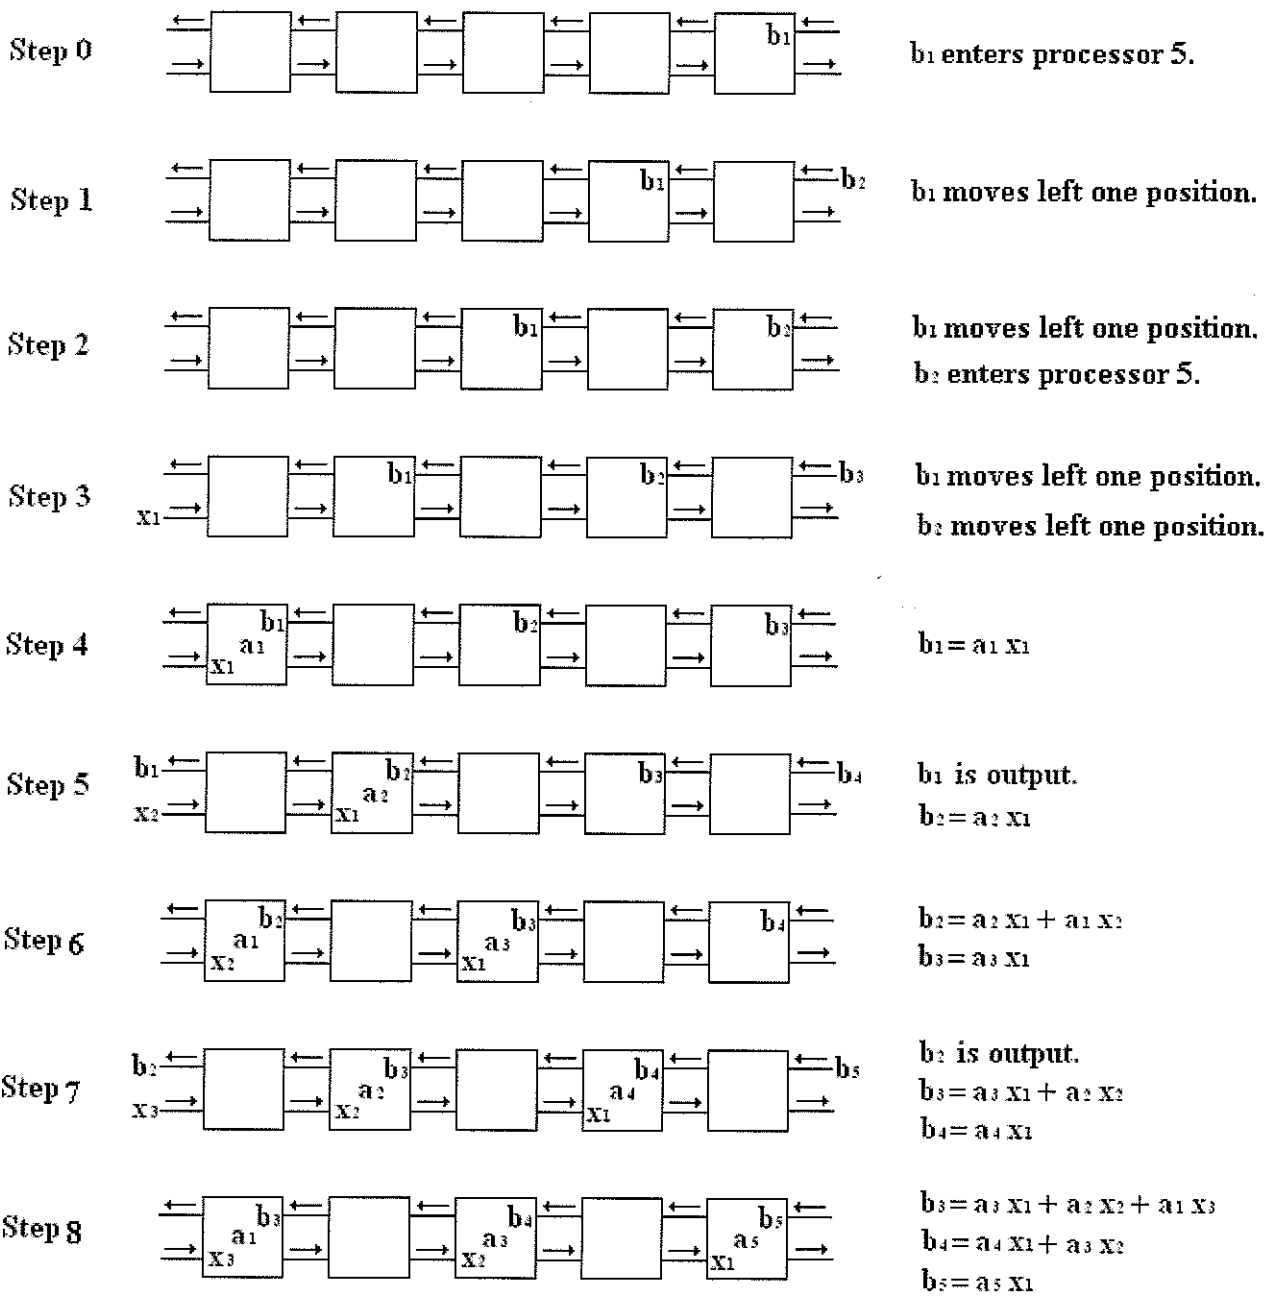 Step 0
b₁
b₁ enters processor 5.
Step 1
b₁
b₂
b₁ moves left one position.
Step 2
b₁
b₂
b₁ moves left one position.
b₂ enters processor 5.
Step 3
b₁
b₂
b₃
x₁
b₁ moves left one position.
b₂ moves left one position.
Step 4
b₁
a₁
x₁
b₂
b₃
b₁ = a₁ x₁
Step 5
b₁
x₂
b₂
a₂
x₁
b₃
b₄
b₁ is output.
b₂ = a₂ x₁
Step 6
b₂
a₁
x₂
b₃
a₃
x₁
b₄
b₂ = a₂ x₁ + a₁ x₂
b₃ = a₃ x₁
Step 7
b₂
x₃
b₃
a₂
x₂
b₄
a₄
x₁
b₅
b₂ is output.
b₃ = a₃ x₁ + a₂ x₂
b₄ = a₄ x₁
Step 8
b₃
a₁
x₃
b₄
a₃
x₂
b₅
a₅
x₁
b₃ = a₃ x₁ + a₂ x₂ + a₁ x₃
b₄ = a₄ x₁ + a₃ x₂
b₅ = a₅ x₁